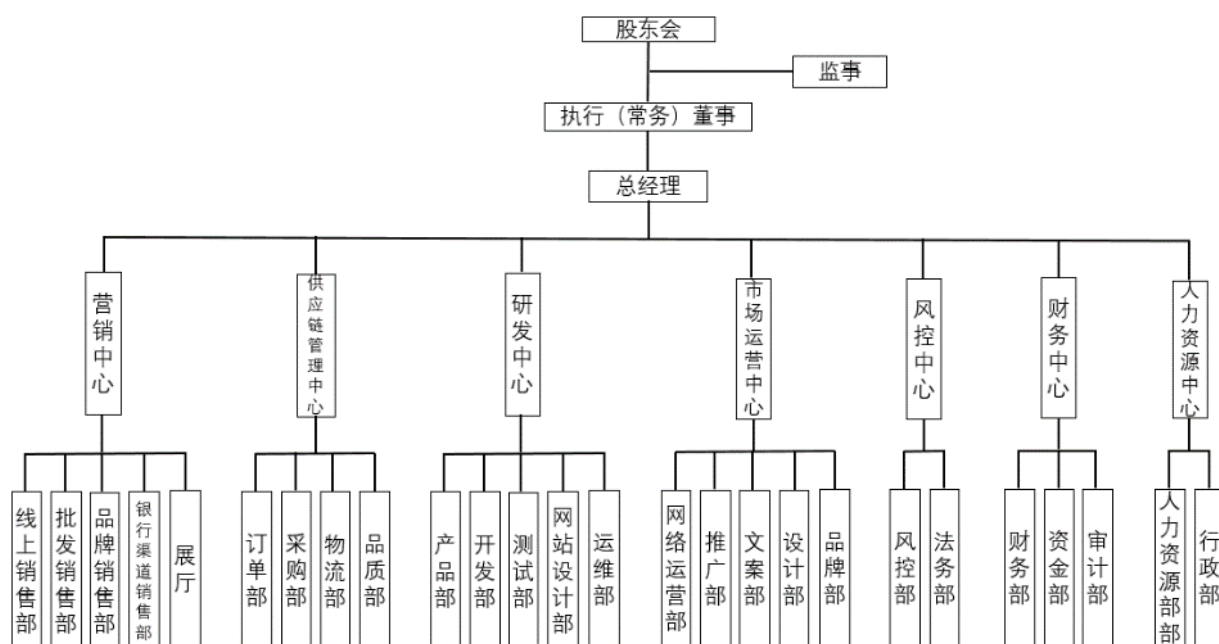 股东会
监事
执行（常务）董事
总经理
营销中心
供应链管理中心
研发中心
市场运营中心
风控中心
财务中心
人力资源中心
线上销售部
批发销售部
品牌销售部
银行渠道销售部
展厅
订单部
采购部
物流部
品质部
产品部
开发部
测试部
网站设计部
运维部
网络运营部
推广部
文案部
设计部
品牌部
风控部
法务部
财务部
资金部
审计部
人力资源部部
行政部